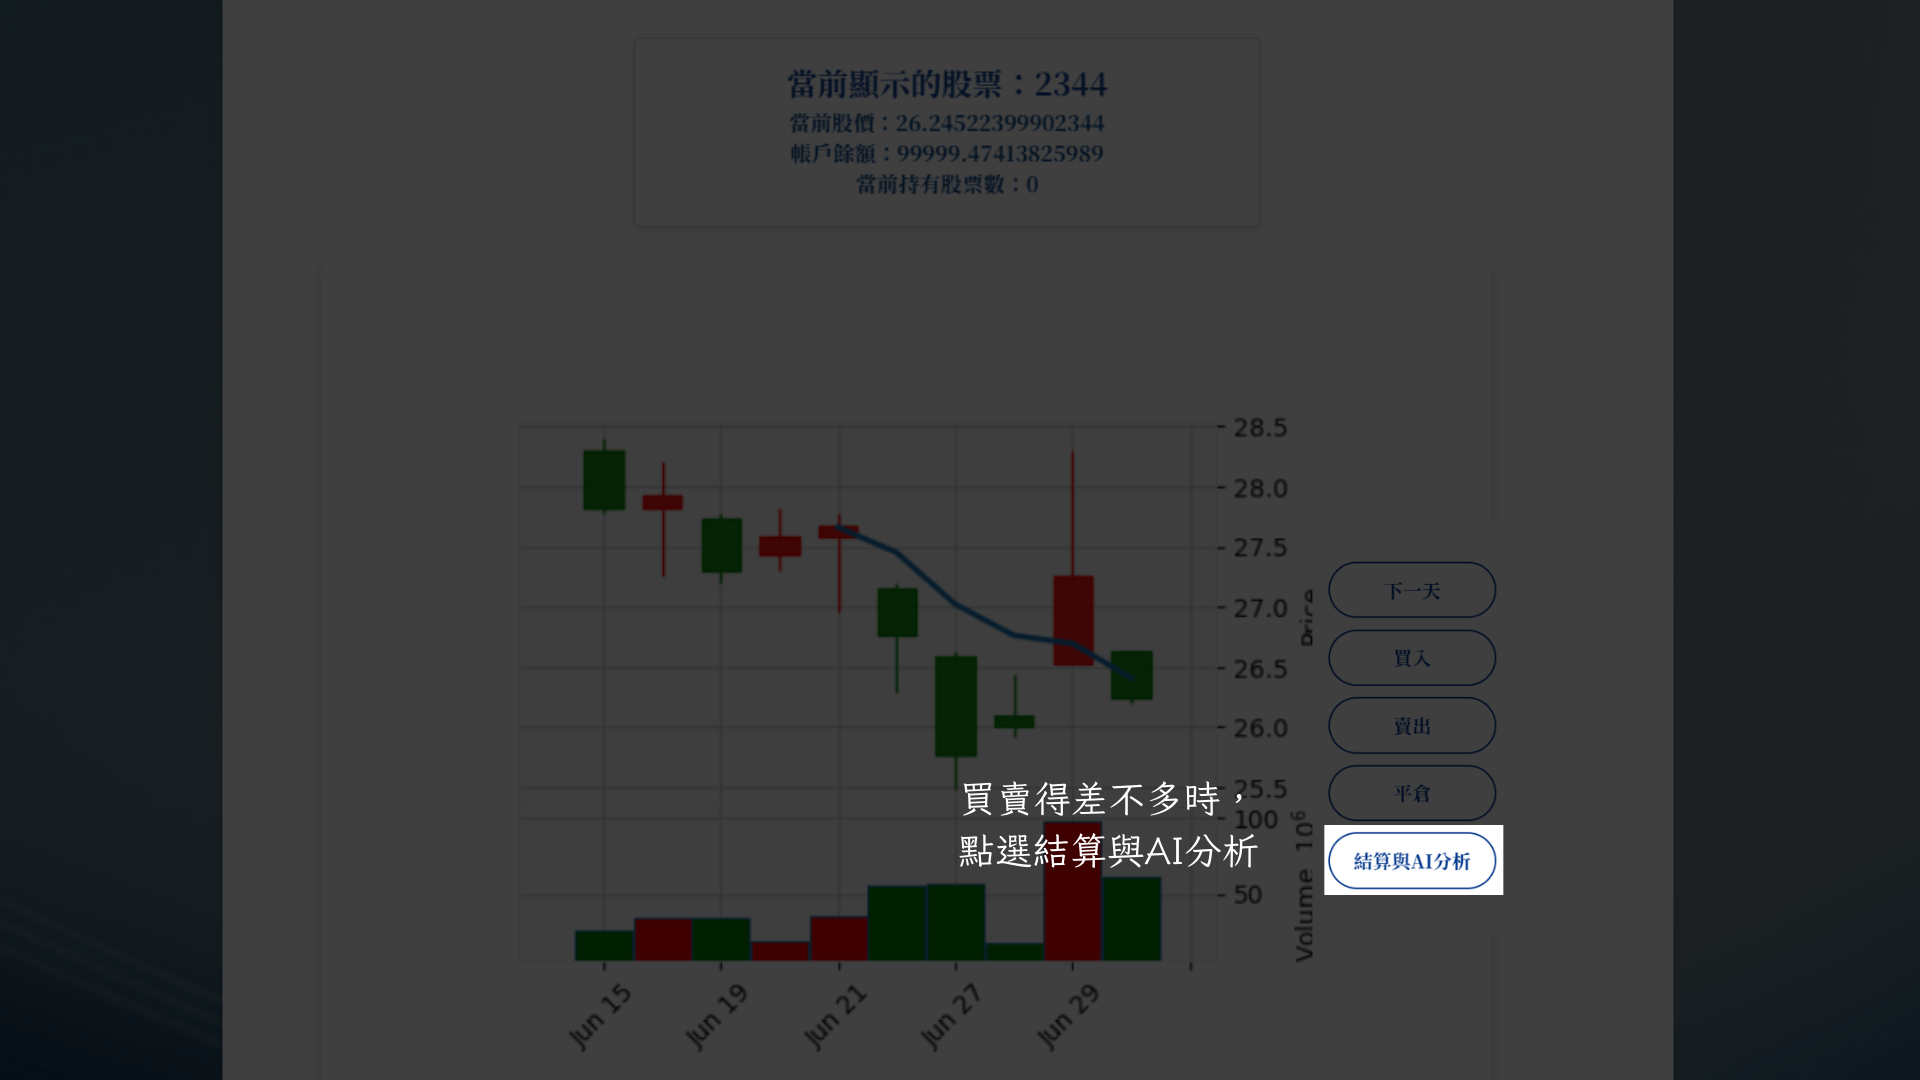 當前顯示的股票：2344
當前股價：26.24522399902344
帳戶餘額：99999.47413825989
當前持有股票數：0
28.5
28.0
27.5
27.0
26.5
26.0
25.5
Price
下一天
買入
賣出
平倉
結算與AI分析
買賣得差不多時，
點選結算與AI分析
100
50
Volume 10⁶
Jun 15
Jun 19
Jun 21
Jun 27
Jun 29